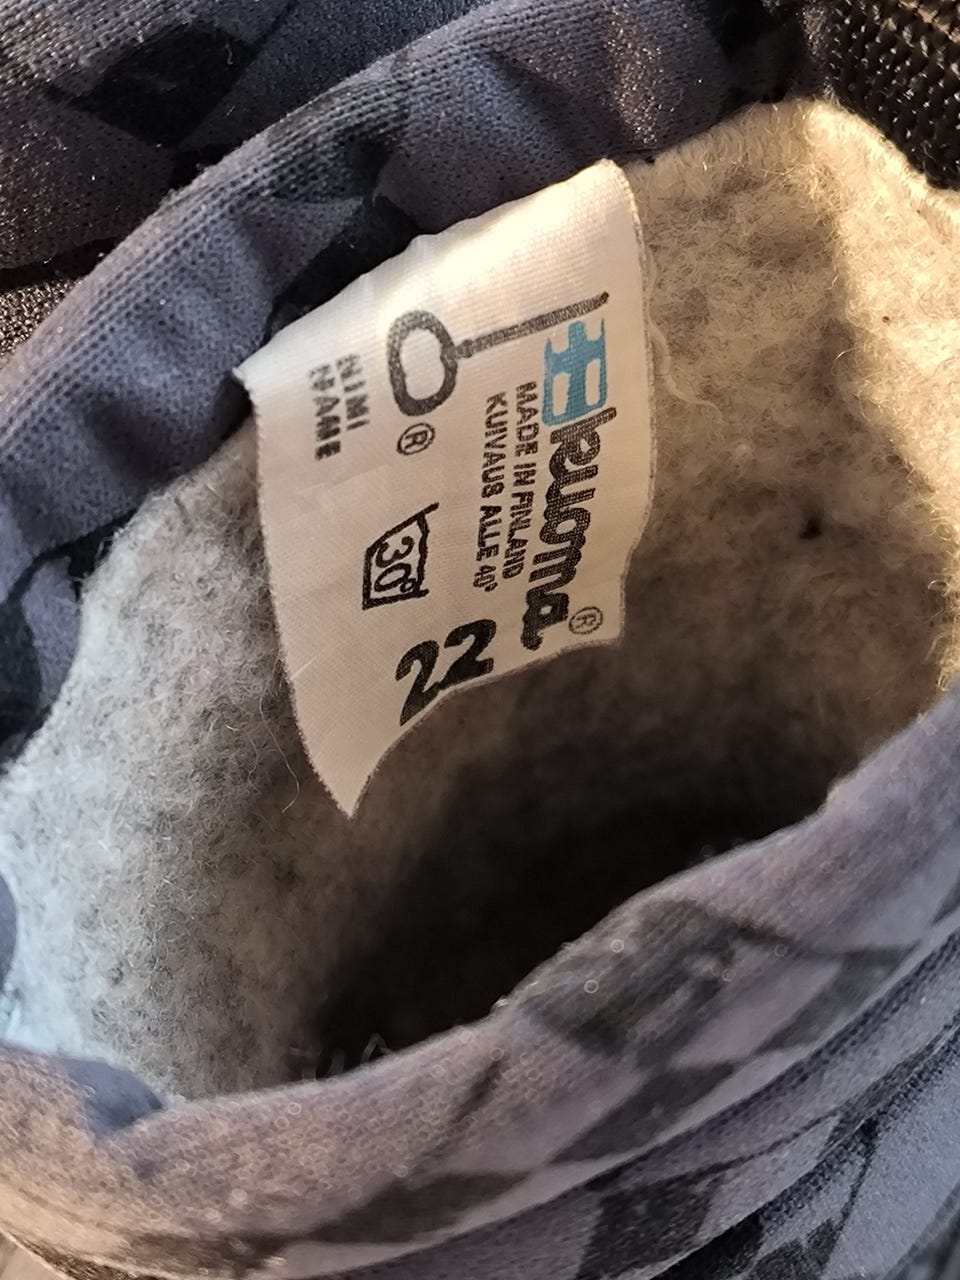 kuoma®
MADE IN FINLAND
KUIVAUS ALLE 40°
22
®
30°
NIMI
NAME